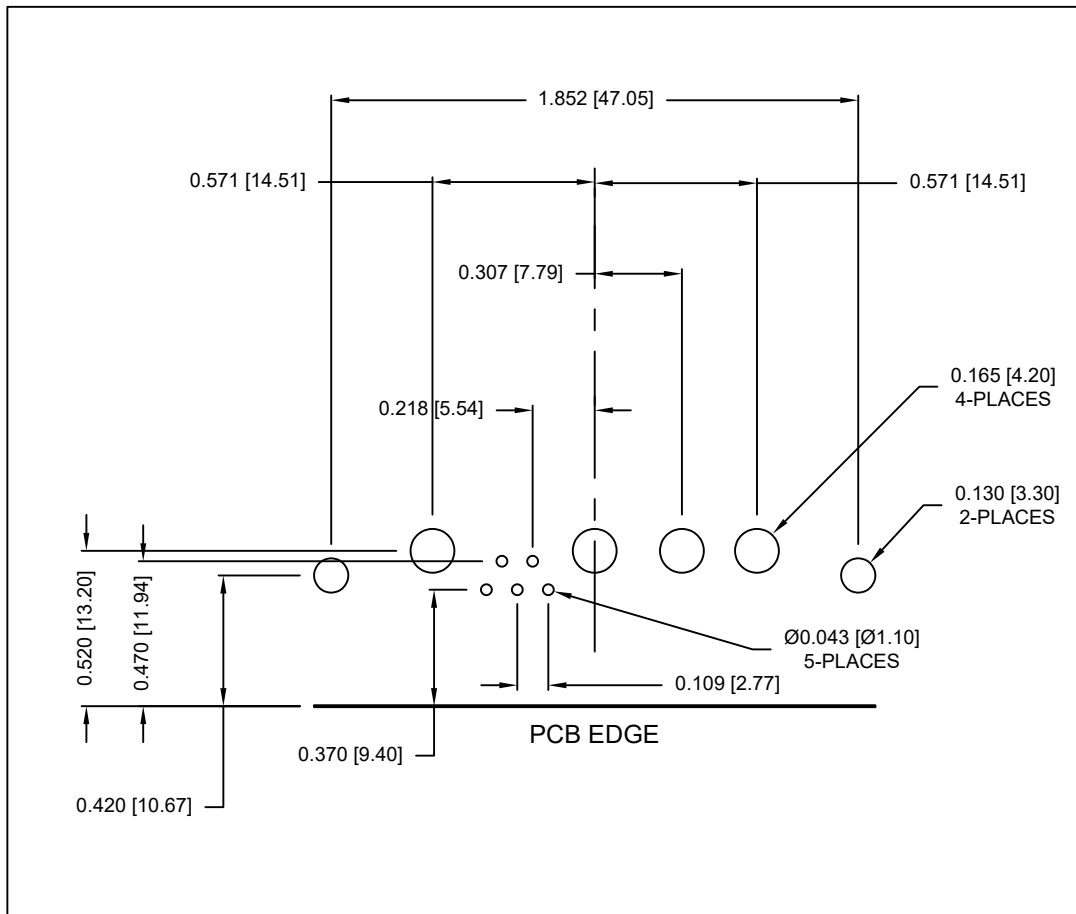 1.852 [47.05]
0.571 [14.51]
0.571 [14.51]
0.307 [7.79]
0.165 [4.20]
4-PLACES
0.218 [5.54]
0.130 [3.30]
2-PLACES
0.520 [13.20]
0.470 [11.94]
Ø0.043 [Ø1.10]
5-PLACES
0.109 [2.77]
PCB EDGE
0.370 [9.40]
0.420 [10.67]